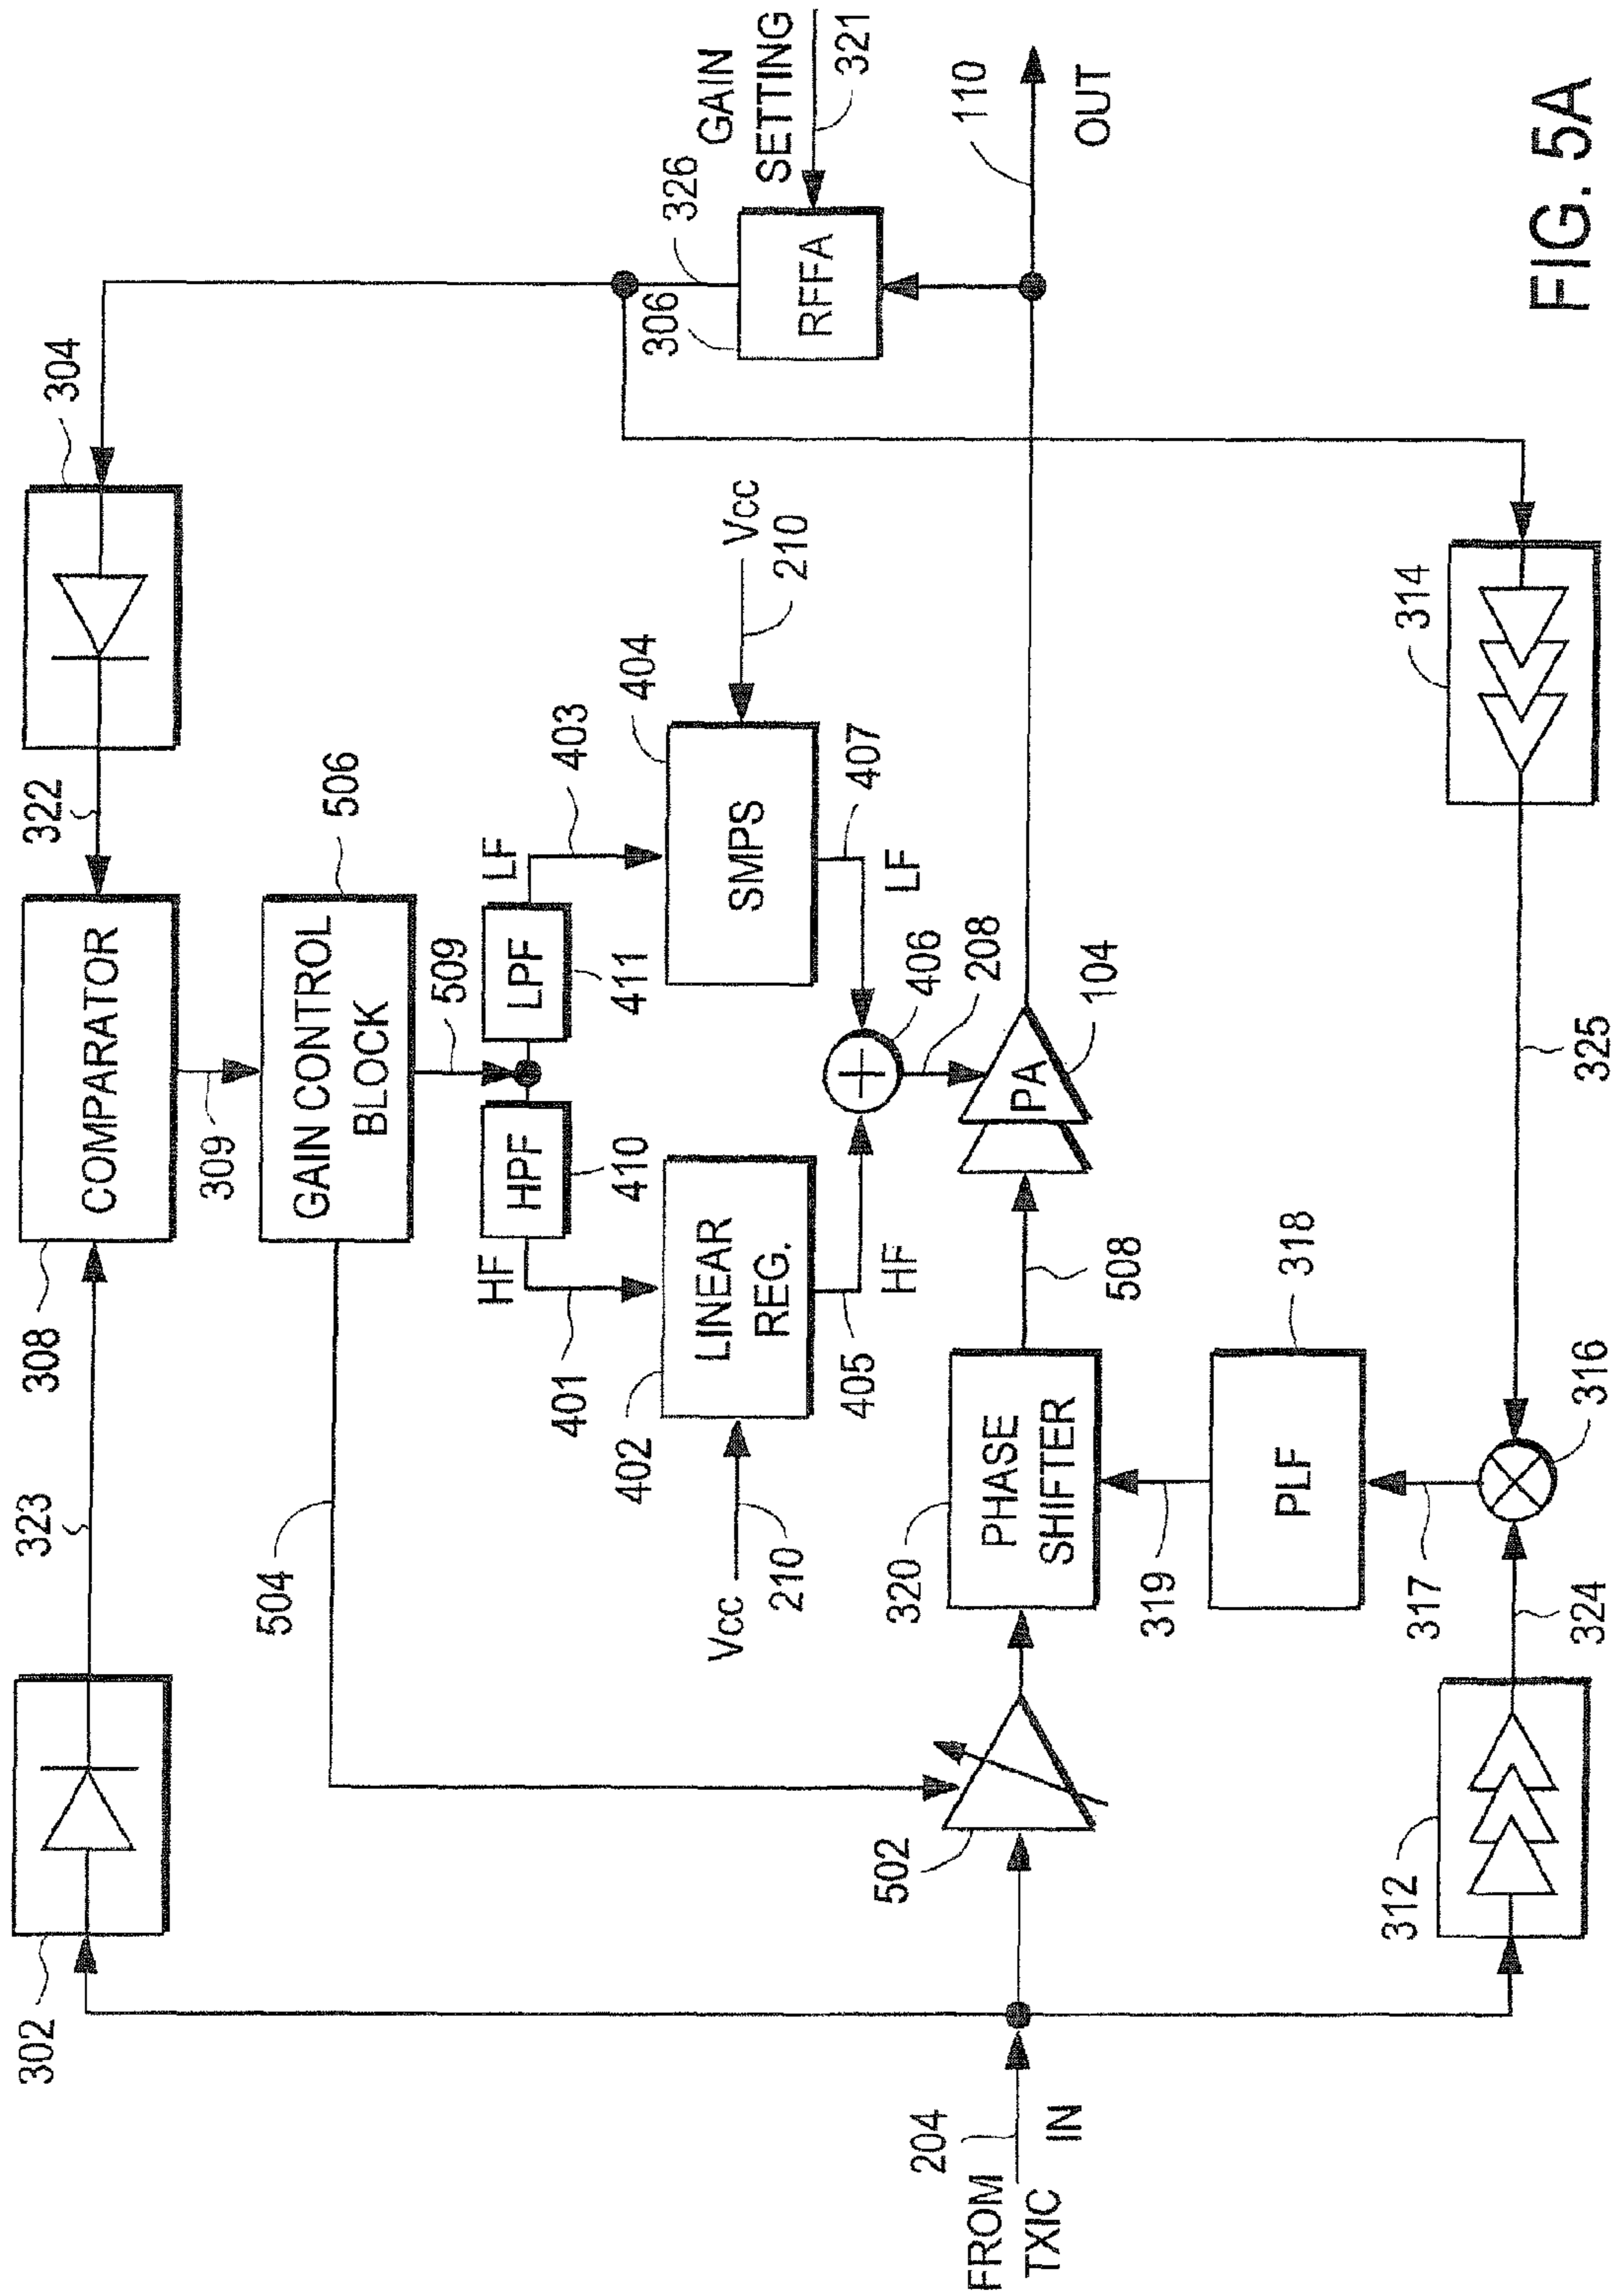 302
323
308
COMPARATOR
322
304
309
504
GAIN CONTROL
BLOCK
506
509
HF
HPF
410
LPF
411
LF
401
403
Vcc
210
402
LINEAR
REG.
405
HF
404
SMPS
407
LF
Vcc
210
406
208
306
326
RFFA
GAIN
SETTING
321
FROM
TXIC
204
IN
502
320
PHASE
SHIFTER
508
PA
104
110
OUT
319
318
PLF
317
316
312
324
325
314
FIG. 5A